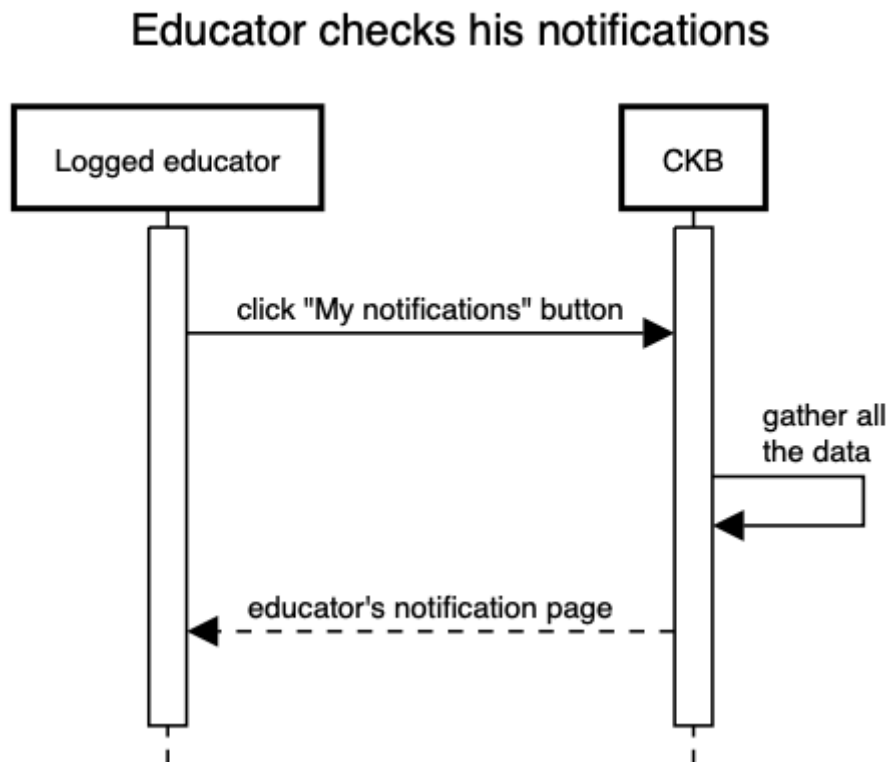 Educator checks his notifications
Logged educator
CKB
click "My notifications" button
gather all
the data
educator's notification page